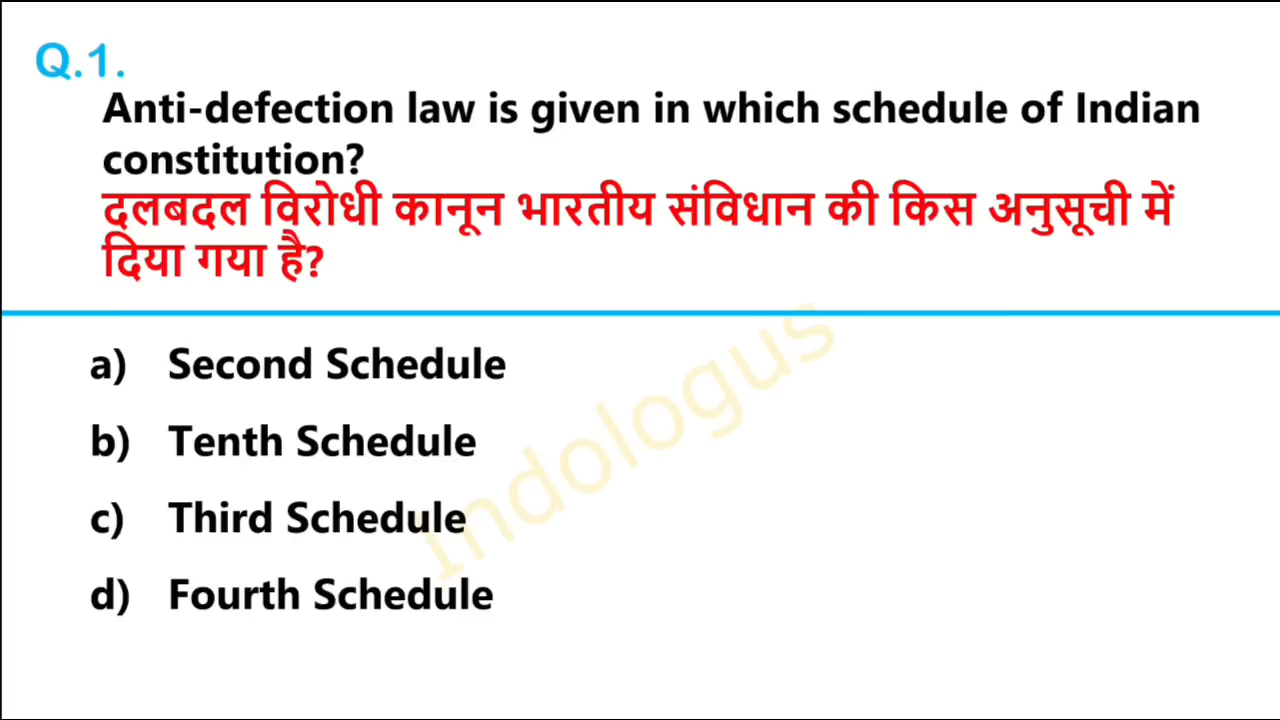 Q.1.
Anti-defection law is given in which schedule of Indian
constitution?
दलबदल विरोधी कानून भारतीय संविधान की किस अनुसूची में
दिया गया है?
a) Second Schedule
b) Tenth Schedule
c) Third Schedule
d) Fourth Schedule
Indologus